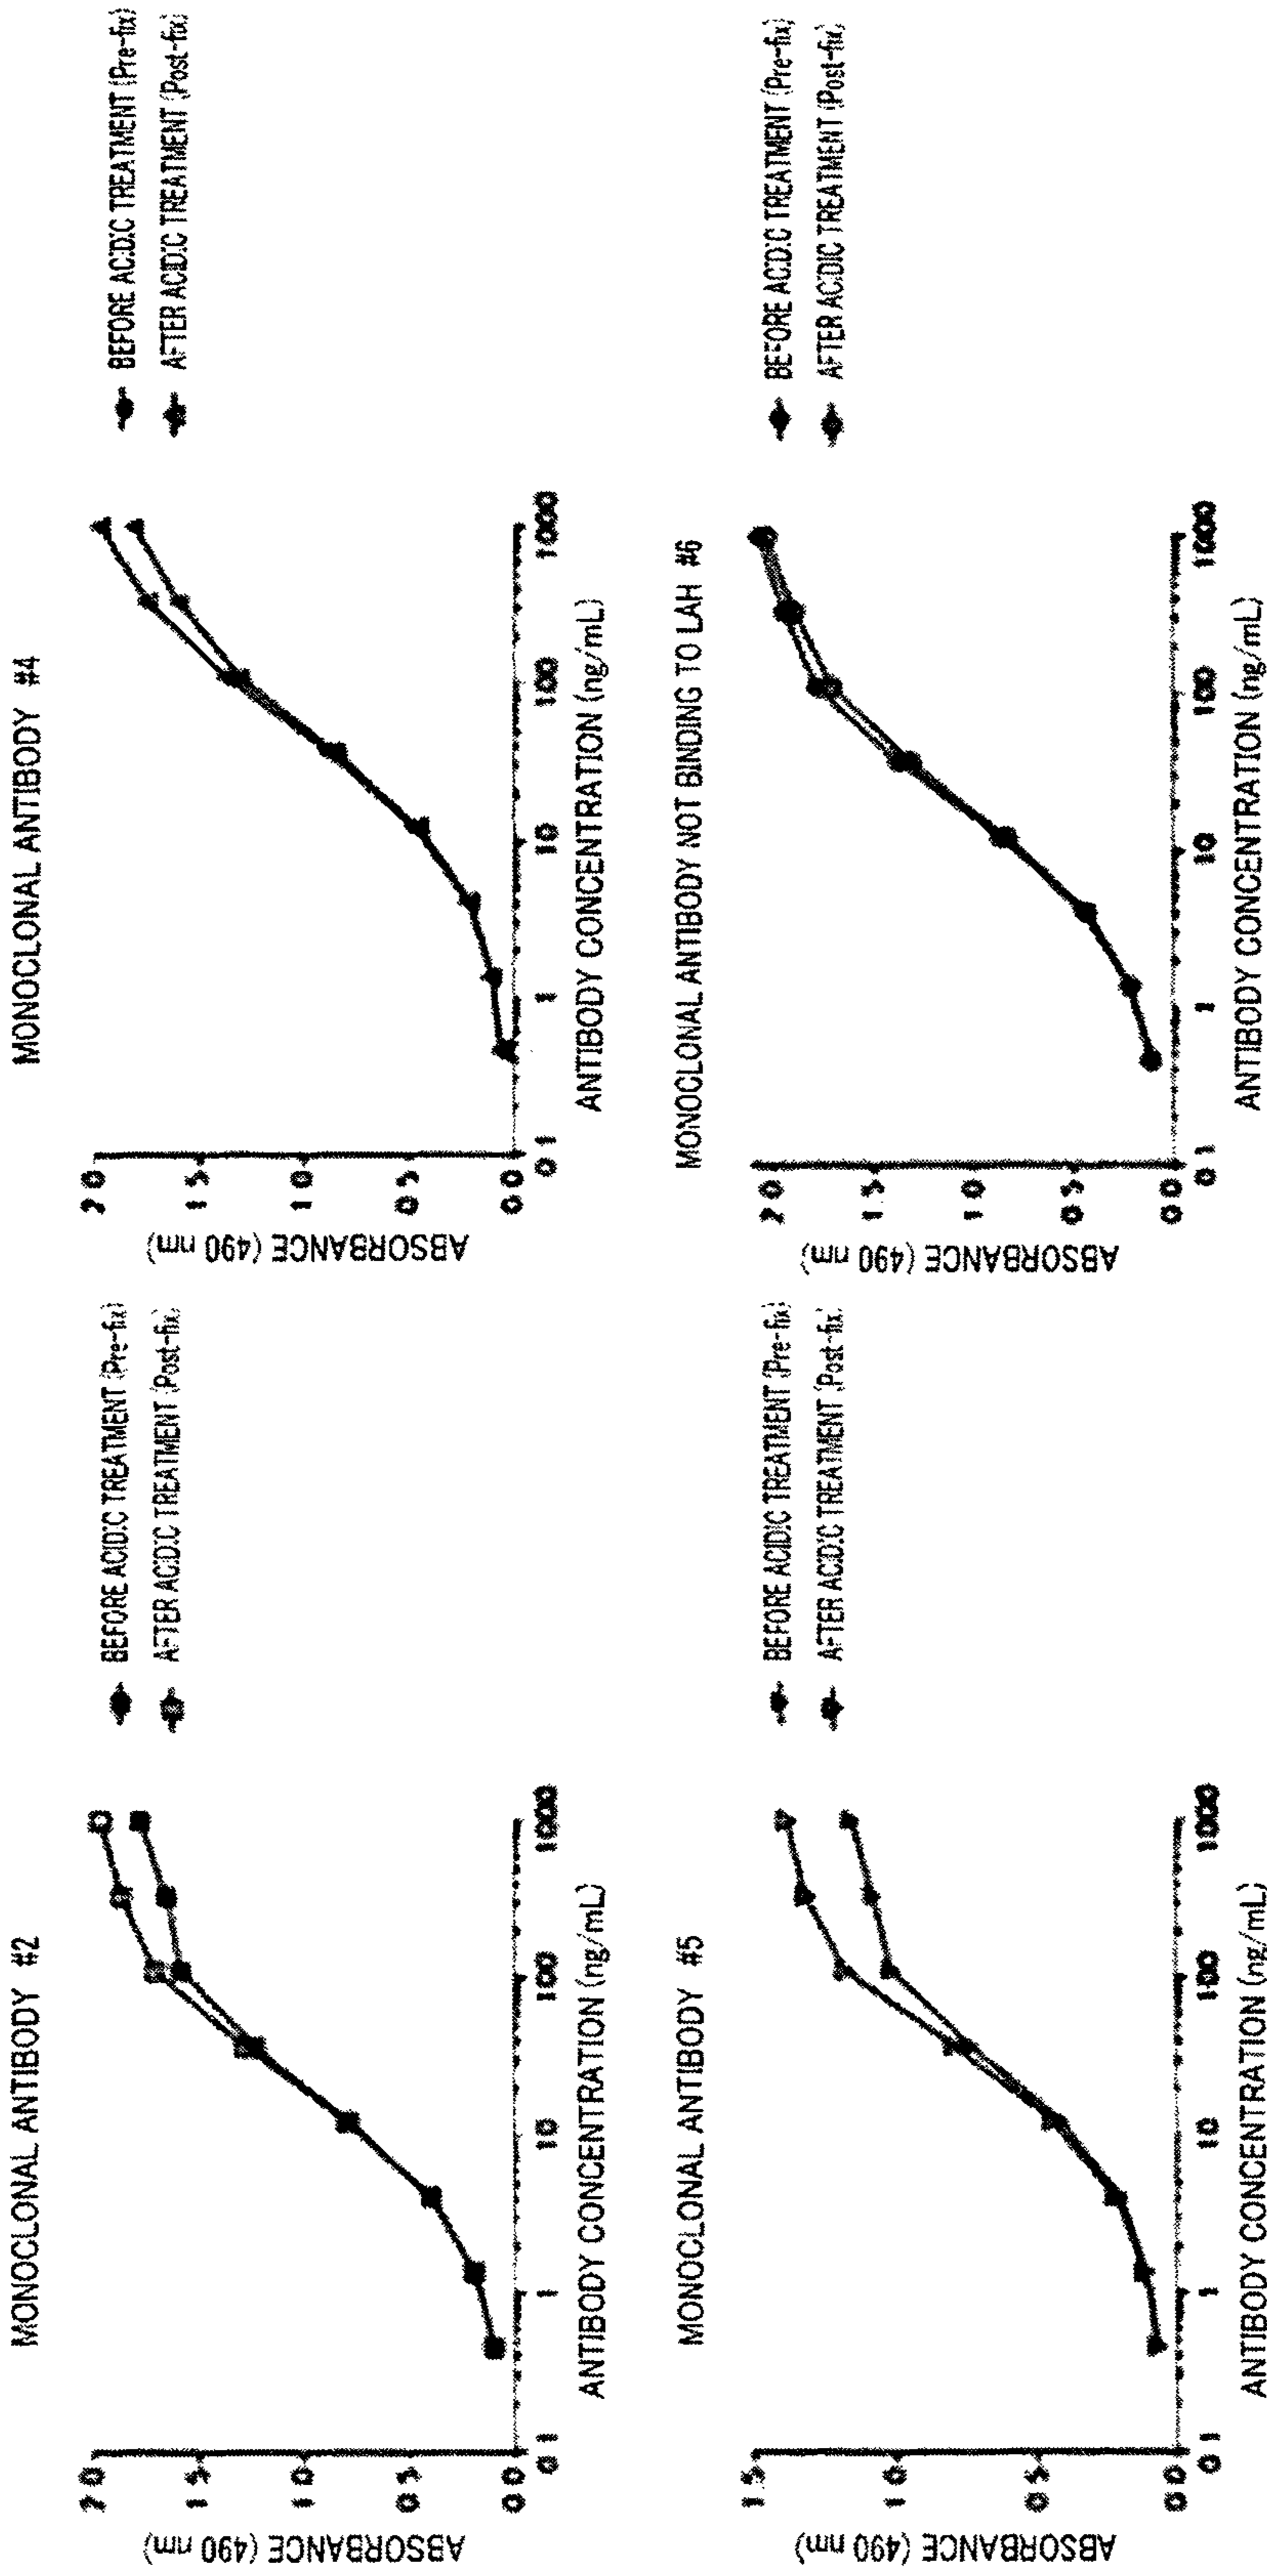 MONOCLONAL ANTIBODY #2
ABSORBANCE (490 nm)
2.0
1.5
1.0
0.5
0.0
0.1 1 10 100 1000
ANTIBODY CONCENTRATION (ng/mL)
BEFORE ACIDIC TREATMENT (Pre-fix)
AFTER ACIDIC TREATMENT (Post-fix)
MONOCLONAL ANTIBODY #4
ABSORBANCE (490 nm)
2.0
1.5
1.0
0.5
0.0
0.1 1 10 100 1000
ANTIBODY CONCENTRATION (ng/mL)
BEFORE ACIDIC TREATMENT (Pre-fix)
AFTER ACIDIC TREATMENT (Post-fix)
MONOCLONAL ANTIBODY #5
ABSORBANCE (490 nm)
1.5
1.0
0.5
0.0
0.1 1 10 100 1000
ANTIBODY CONCENTRATION (ng/mL)
BEFORE ACIDIC TREATMENT (Pre-fix)
AFTER ACIDIC TREATMENT (Post-fix)
MONOCLONAL ANTIBODY NOT BINDING TO LAH #6
ABSORBANCE (490 nm)
2.0
1.5
1.0
0.5
0.0
0.1 1 10 100 1000
ANTIBODY CONCENTRATION (ng/mL)
BEFORE ACIDIC TREATMENT (Pre-fix)
AFTER ACIDIC TREATMENT (Post-fix)